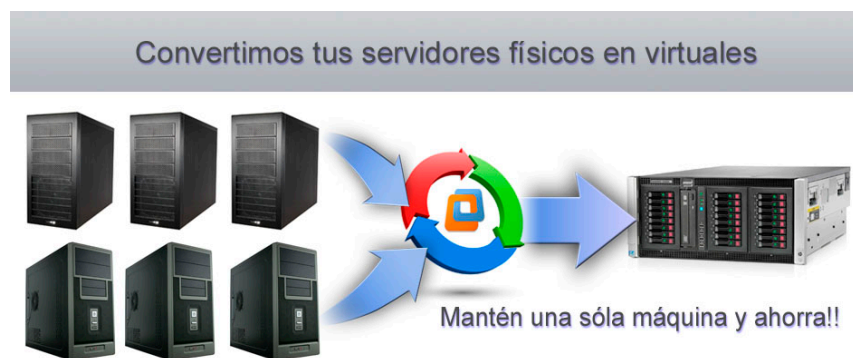 Convertimos tus servidores físicos en virtuales
Mantén una sóla máquina y ahorra!!